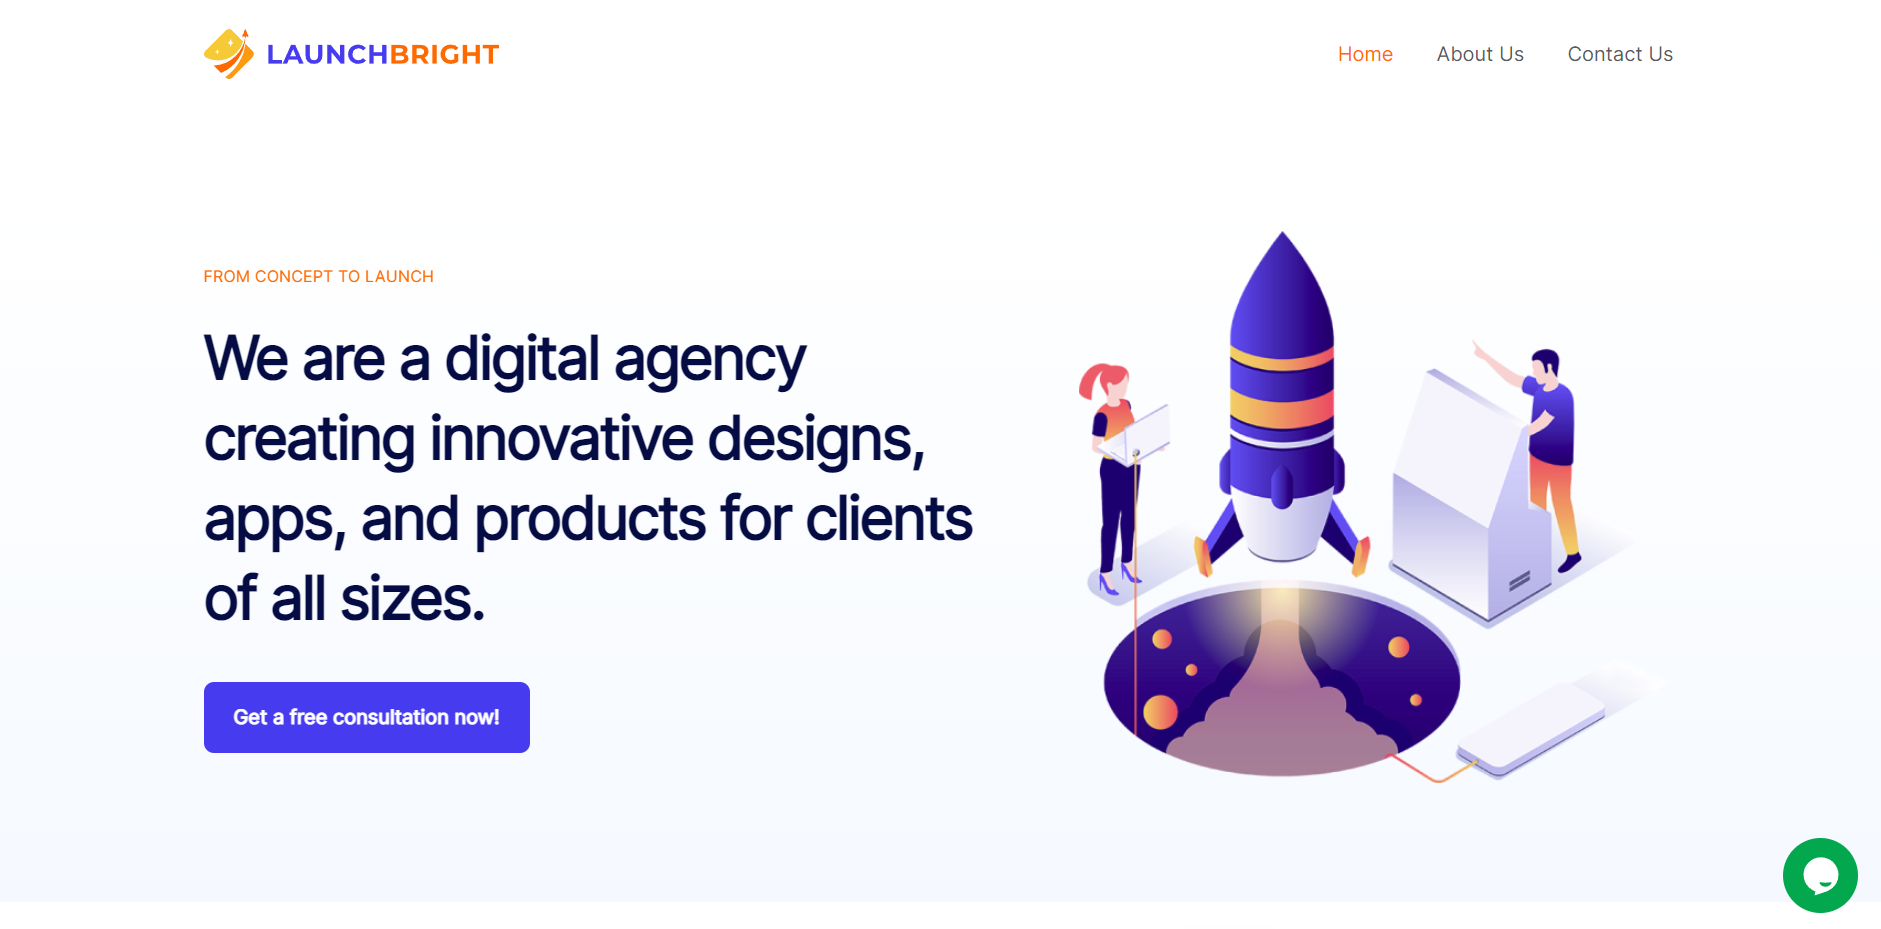 LAUNCHBRIGHT
Home
About Us
Contact Us
FROM CONCEPT TO LAUNCH
We are a digital agency
creating innovative designs,
apps, and products for clients
of all sizes.
Get a free consultation now!